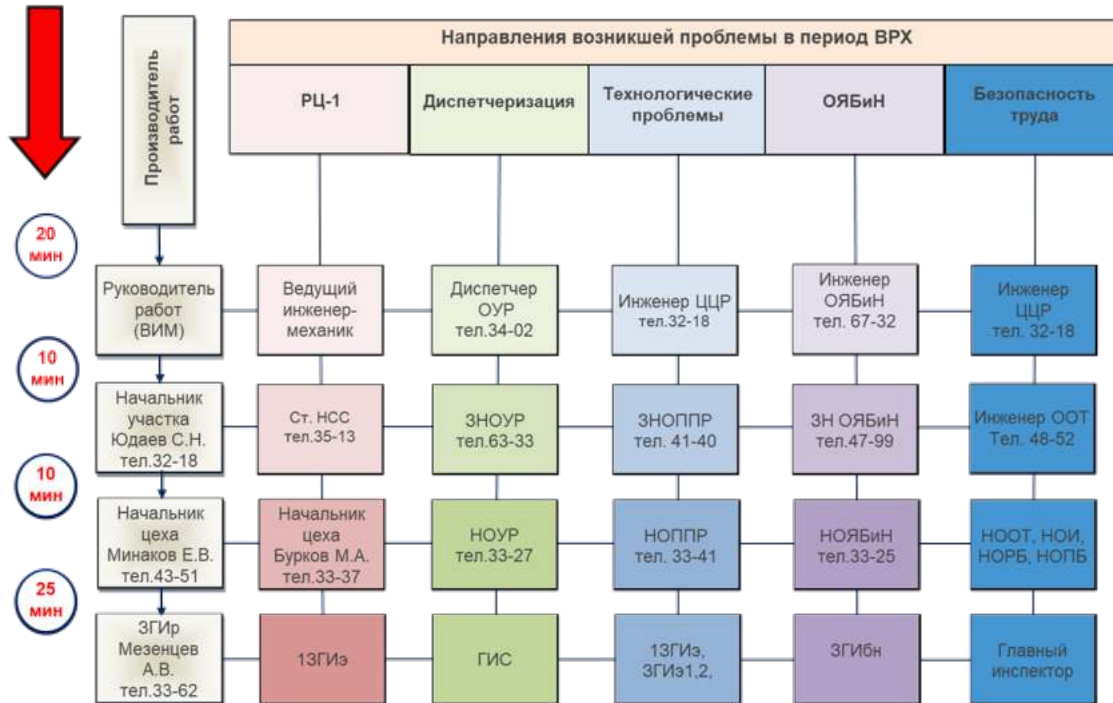 Производитель
работ
Направления возникшей проблемы в период ВРХ
РЦ-1
Диспетчеризация
Технологические
проблемы
ОЯБиН
Безопасность
труда
20
мин
Руководитель
работ
(ВИМ)
Ведущий
инженер-
механик
Диспетчер
ОУР
тел.34-02
Инженер ЦЦР
тел.32-18
Инженер
ОЯБиН
тел. 67-32
Инженер
ЦЦР
тел. 32-18
10
мин
Начальник
участка
Юдаев С.Н.
тел.32-18
Ст. НСС
тел.35-13
ЗНОУР
тел.63-33
ЗНОППР
тел. 41-40
ЗН ОЯБиН
тел.47-99
Инженер ООТ
Тел. 48-52
10
мин
Начальник
цеха
Минаков Е.В.
тел.43-51
Начальник
цеха
Бурков М.А.
тел.33-37
НОУР
тел.33-27
НОППР
тел. 33-41
НОЯБиН
тел.33-25
НООТ, НОИ,
НОРБ, НОПБ
25
мин
ЗГИр
Мезенцев
А.В.
тел.33-62
1ЗГИэ
ГИС
1ЗГИэ,
ЗГИэ1,2,
ЗГИбн
Главный
инспектор